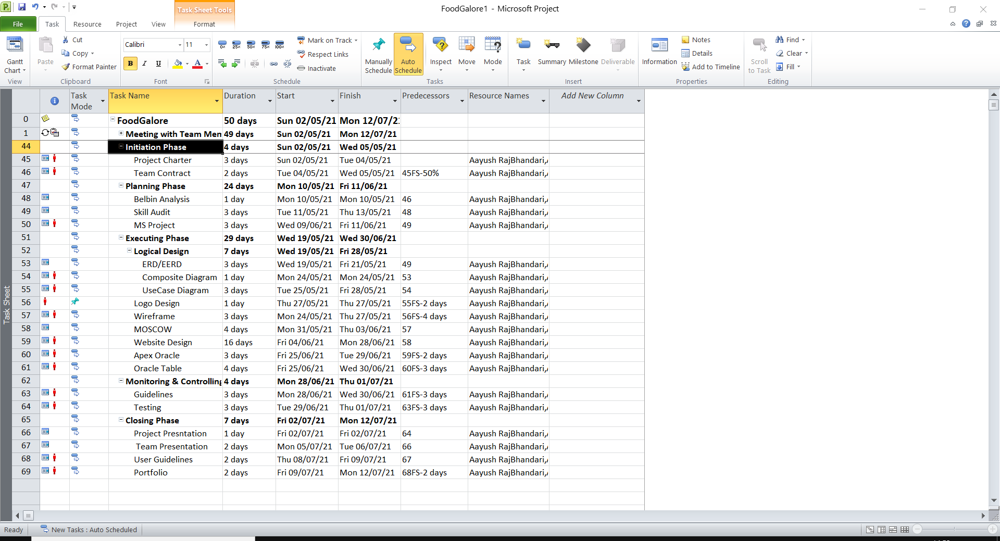 FoodGalore1 - Microsoft Project
Task Sheet Tools
File Task Resource Project View Format
Gantt Chart
View
Paste
Cut
Copy
Format Painter
Clipboard
Calibri 11
B I U A
Font
0% 25% 50% 75% 100%
Mark on Track
Respect Links
Inactivate
Schedule
Manually Schedule
Auto Schedule
Inspect
Move
Mode
Tasks
Task
Summary
Milestone
Deliverable
Insert
Information
Notes
Details
Add to Timeline
Properties
Scroll to Task
Find
Clear
Fill
Editing
Task Mode Task Name Duration Start Finish Predecessors Resource Names Add New Column
0 FoodGalore 50 days Sun 02/05/21 Mon 12/07/2
1 Meeting with Team Men 49 days Sun 02/05/21 Mon 12/07/21
44 Initiation Phase 4 days Sun 02/05/21 Wed 05/05/21
45 Project Charter 3 days Sun 02/05/21 Tue 04/05/21 Aayush RajBhandari,
46 Team Contract 2 days Tue 04/05/21 Wed 05/05/21 45FS-50% Aayush RajBhandari,
47 Planning Phase 24 days Mon 10/05/21 Fri 11/06/21
48 Belbin Analysis 1 day Mon 10/05/21 Mon 10/05/21 46 Aayush RajBhandari,
49 Skill Audit 3 days Tue 11/05/21 Thu 13/05/21 48 Aayush RajBhandari,
50 MS Project 3 days Wed 09/06/21 Fri 11/06/21 49 Aayush RajBhandari,
51 Executing Phase 29 days Wed 19/05/21 Wed 30/06/21
52 Logical Design 7 days Wed 19/05/21 Fri 28/05/21
53 ERD/EERD 3 days Wed 19/05/21 Fri 21/05/21 49 Aayush RajBhandari,
54 Composite Diagram 1 day Mon 24/05/21 Mon 24/05/21 53 Aayush RajBhandari,
55 UseCase Diagram 3 days Tue 25/05/21 Fri 28/05/21 54 Aayush RajBhandari,
56 Logo Design 1 day Thu 27/05/21 Thu 27/05/21 55FS-2 days Aayush RajBhandari,
57 Wireframe 3 days Mon 24/05/21 Thu 27/05/21 56FS-4 days Aayush RajBhandari,
58 MOSCOW 4 days Mon 31/05/21 Thu 03/06/21 57 Aayush RajBhandari,
59 Website Design 16 days Fri 04/06/21 Mon 28/06/21 58 Aayush RajBhandari,
60 Apex Oracle 3 days Fri 25/06/21 Tue 29/06/21 59FS-2 days Aayush RajBhandari,
61 Oracle Table 4 days Fri 25/06/21 Wed 30/06/21 60FS-3 days Aayush RajBhandari,
62 Monitoring & Controlling 4 days Mon 28/06/21 Thu 01/07/21
63 Guidelines 3 days Mon 28/06/21 Wed 30/06/21 61FS-3 days Aayush RajBhandari,
64 Testing 3 days Tue 29/06/21 Thu 01/07/21 63FS-3 days Aayush RajBhandari,
65 Closing Phase 7 days Fri 02/07/21 Mon 12/07/21
66 Project Presntation 1 day Fri 02/07/21 Fri 02/07/21 64 Aayush RajBhandari,
67 Team Presentation 2 days Mon 05/07/21 Tue 06/07/21 66 Aayush RajBhandari,
68 User Guidelines 2 days Thu 08/07/21 Fri 09/07/21 67 Aayush RajBhandari,
69 Portfolio 2 days Fri 09/07/21 Mon 12/07/21 68FS-2 days Aayush RajBhandari,
Task Sheet
Ready New Tasks : Auto Scheduled